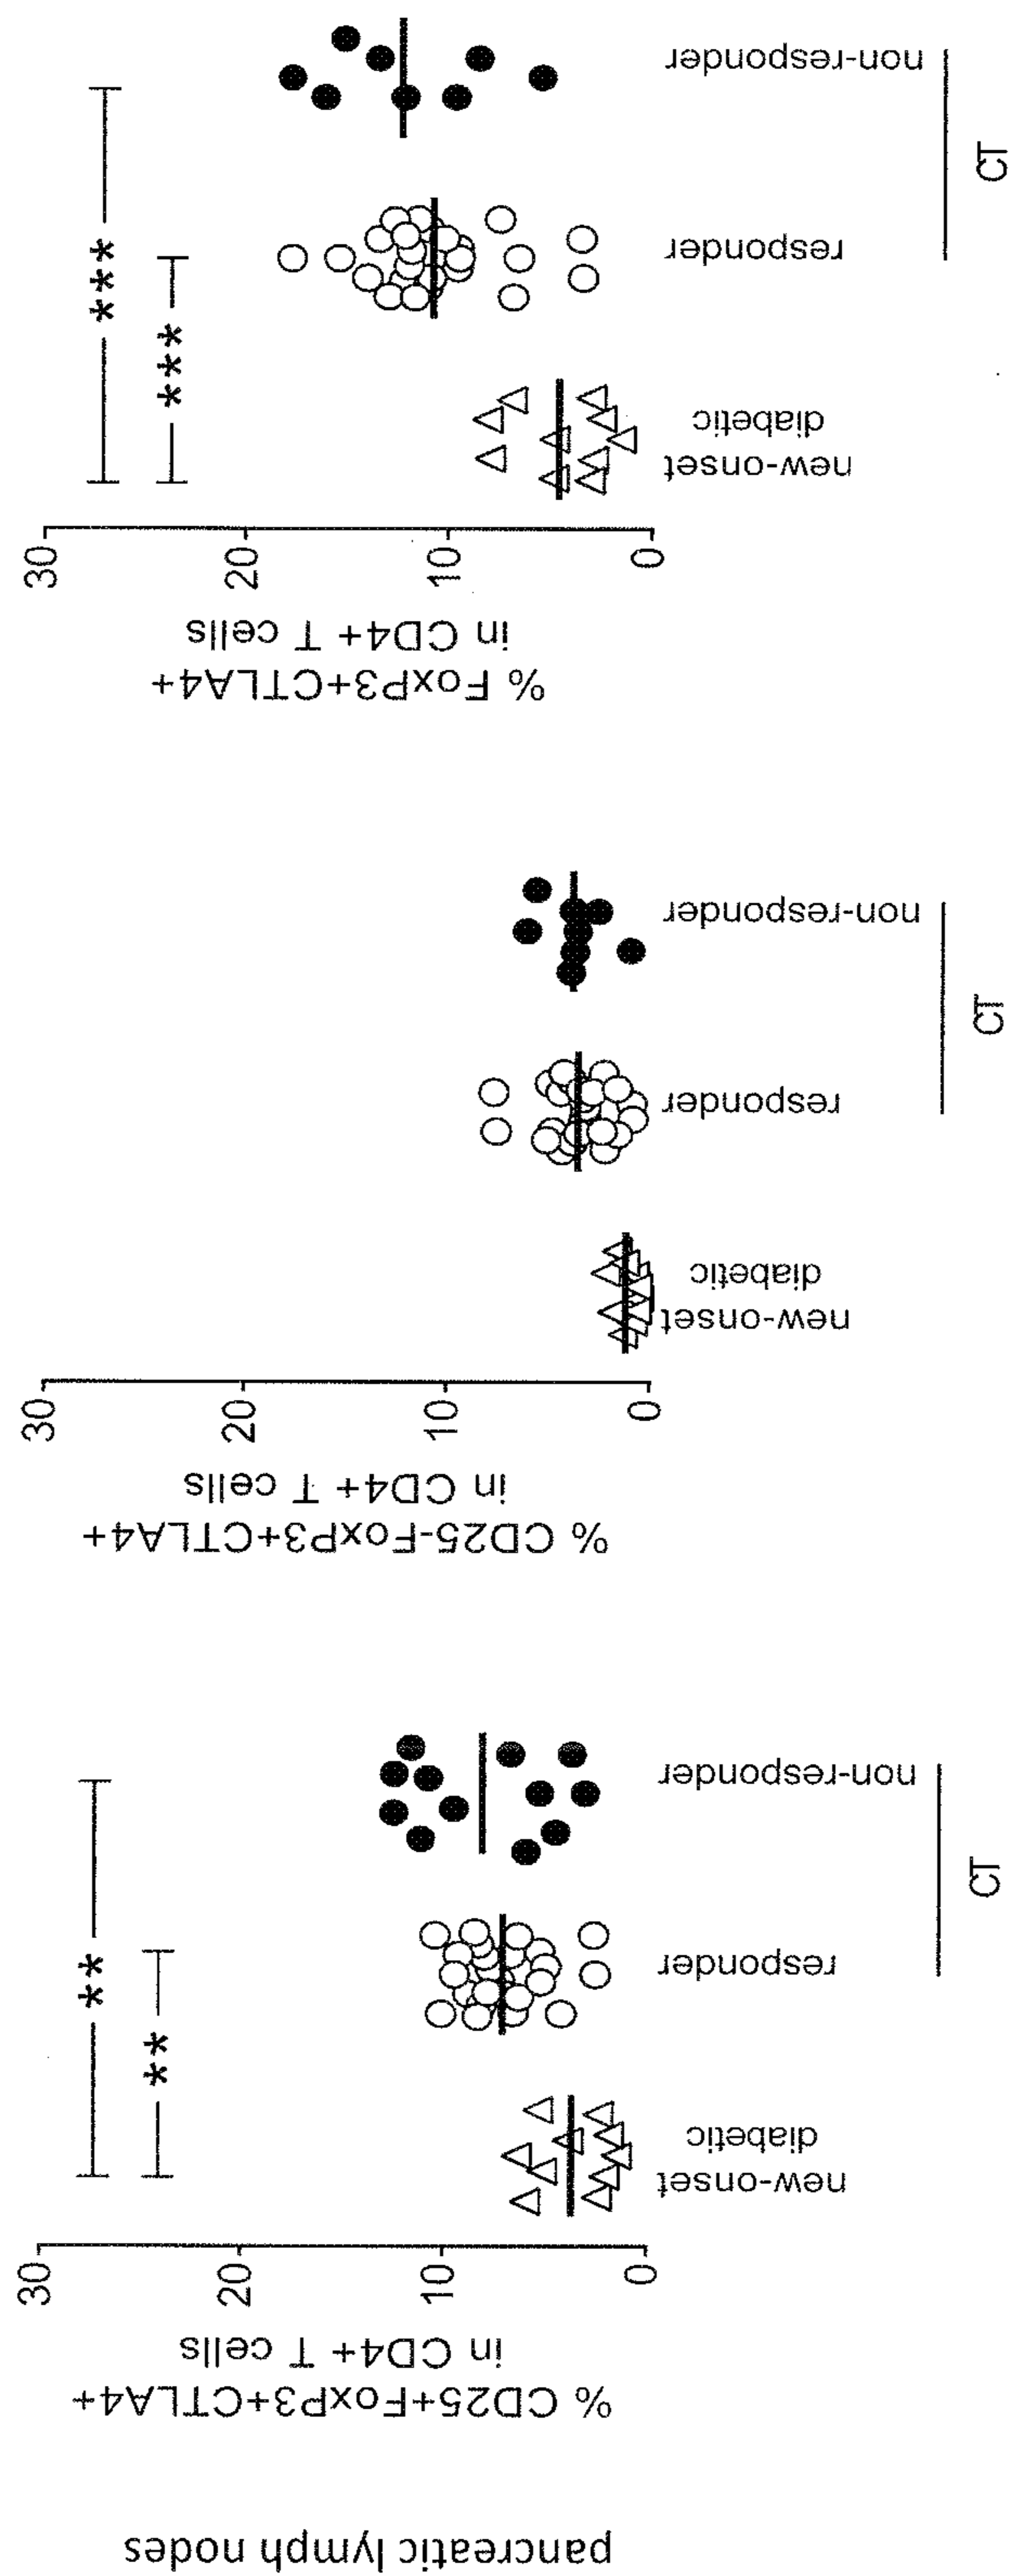 pancreatic lymph nodes
% CD25+FoxP3+CTLA4+
in CD4+ T cells
30
20
10
0
**
**
new-onset
diabetic
responder
non-responder
CT
% CD25-FoxP3+CTLA4+
in CD4+ T cells
30
20
10
0
new-onset
diabetic
responder
non-responder
CT
% FoxP3+CTLA4+
in CD4+ T cells
30
20
10
0
***
***
new-onset
diabetic
responder
non-responder
CT